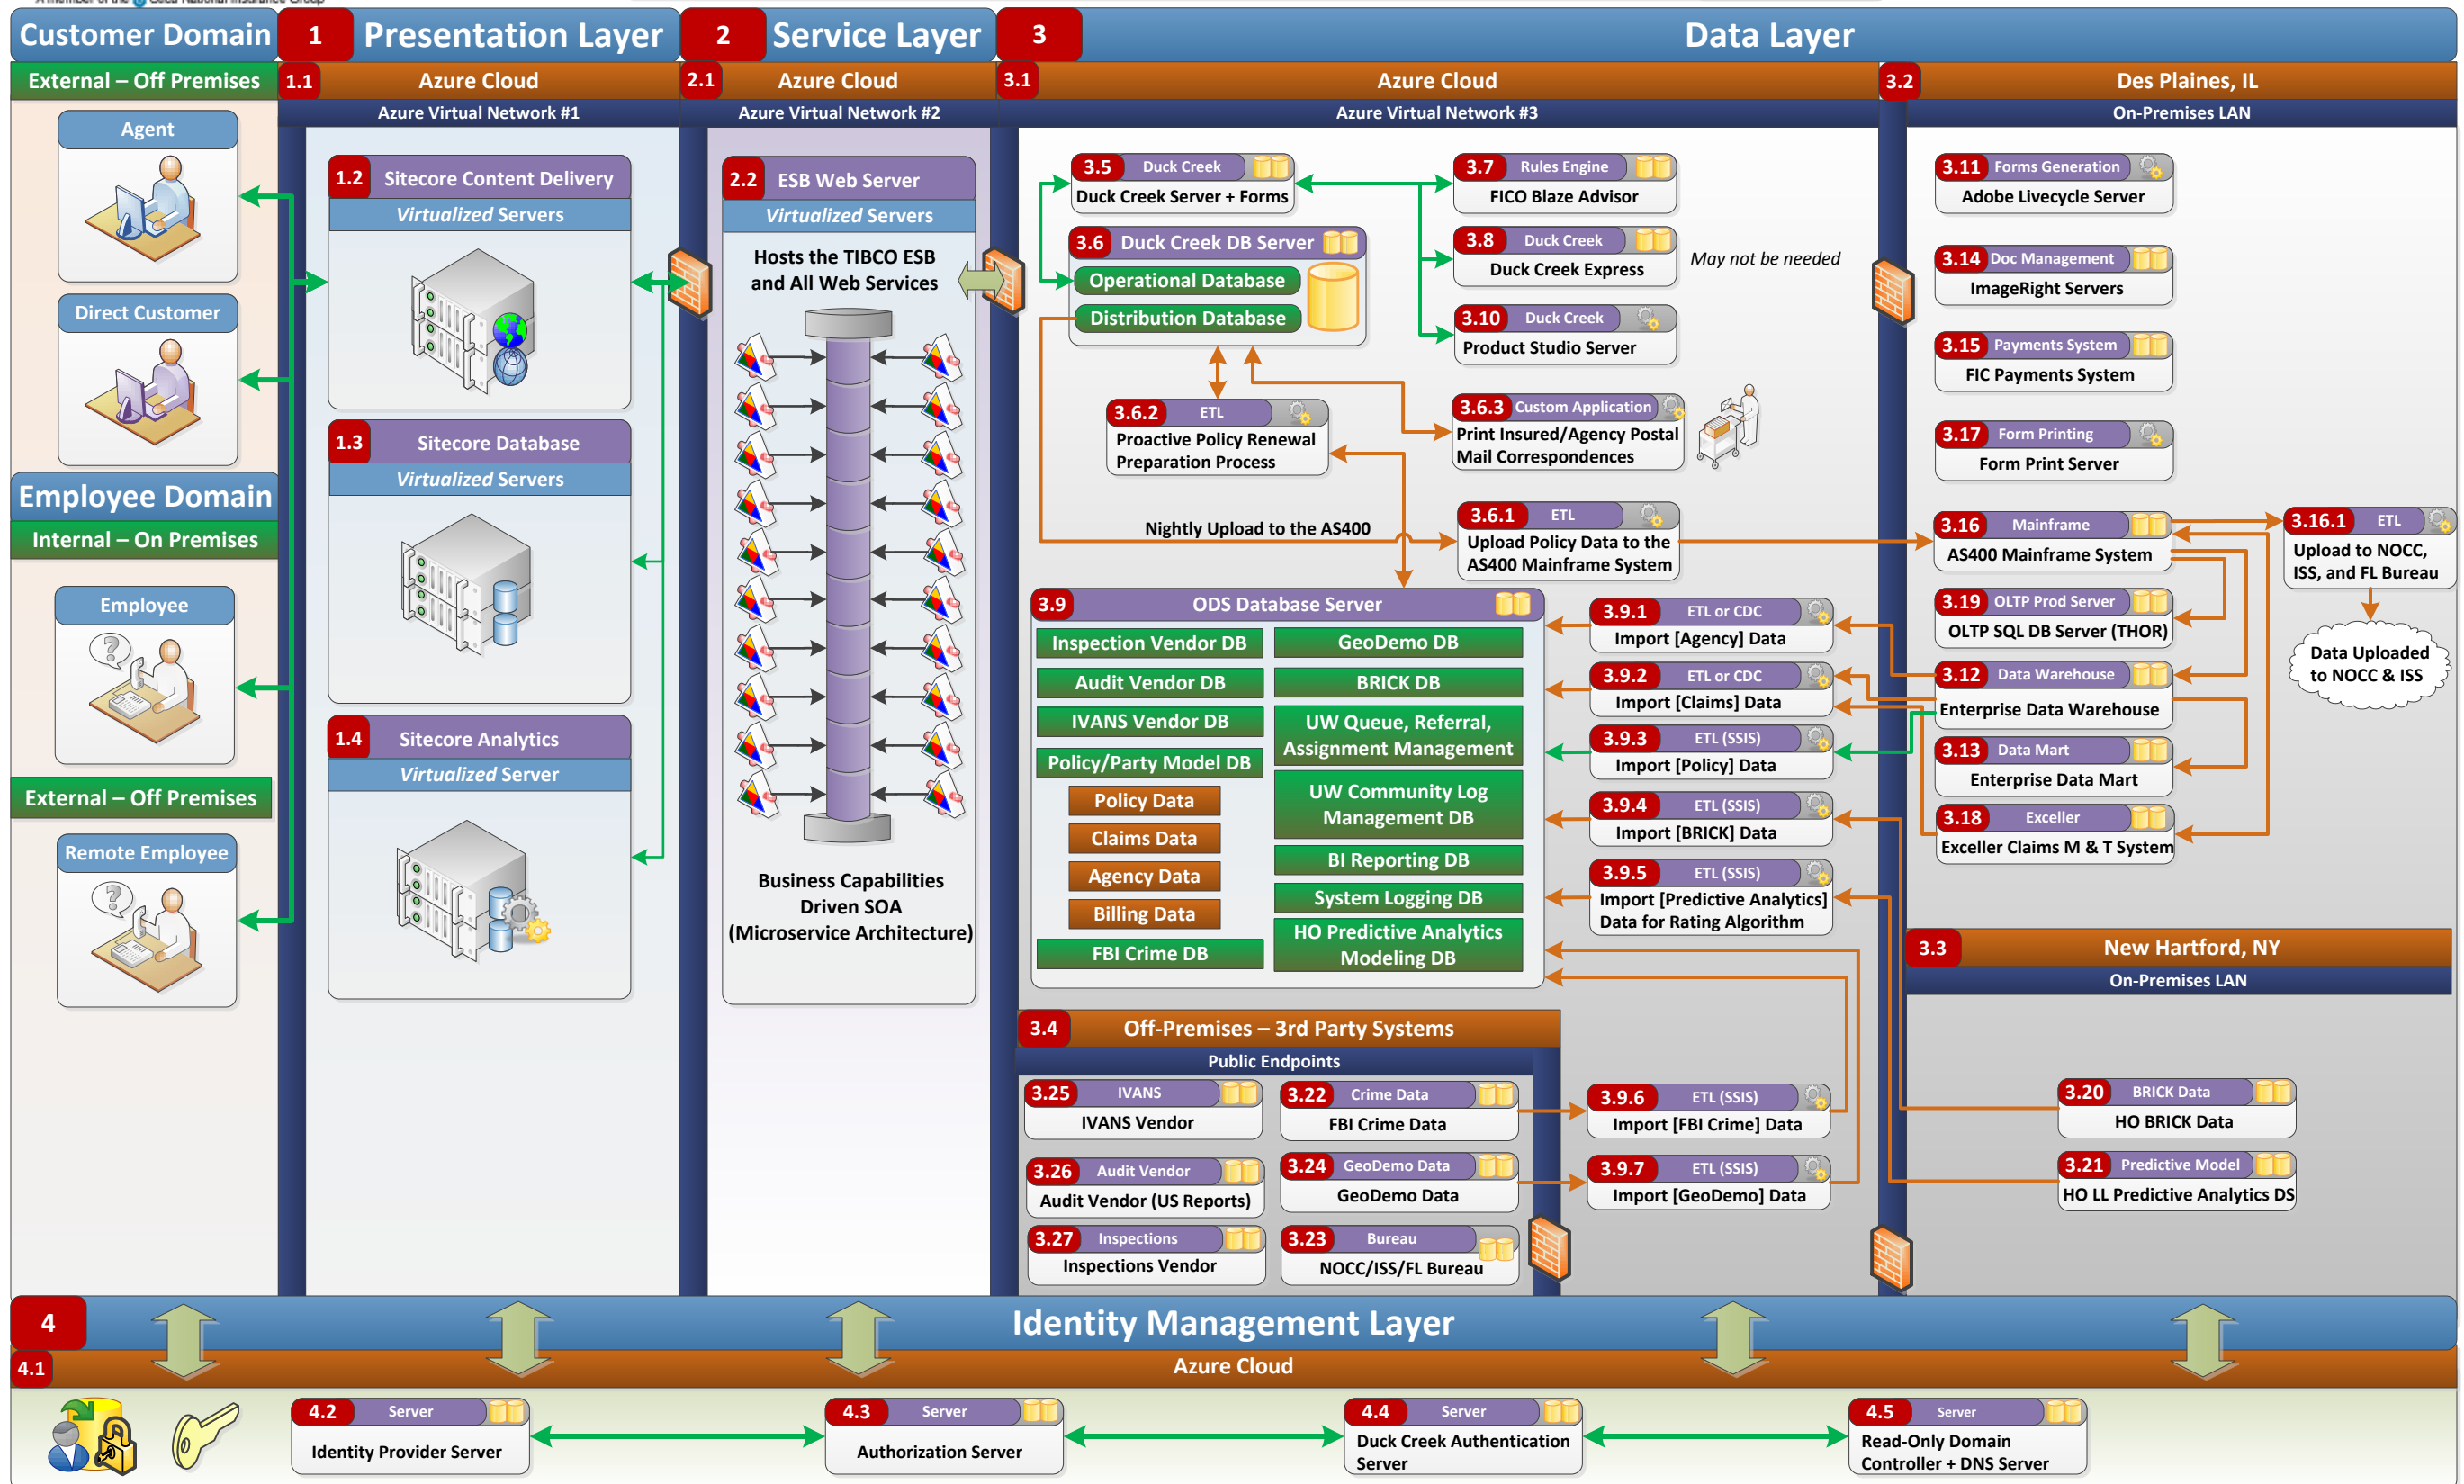 Customer Domain
1
Presentation Layer
2
Service Layer
3
Data Layer
External – Off Premises
1.1
Azure Cloud
2.1
Azure Cloud
3.1
Azure Cloud
3.2
Des Plaines, IL
Azure Virtual Network #1
Azure Virtual Network #2
Azure Virtual Network #3
On-Premises LAN
Agent
Direct Customer
Employee Domain
Internal – On Premises
Employee
External – Off Premises
Remote Employee
1.2
Sitecore Content Delivery
Virtualized Servers
1.3
Sitecore Database
Virtualized Servers
1.4
Sitecore Analytics
Virtualized Server
2.2
ESB Web Server
Virtualized Servers
Hosts the TIBCO ESB
and All Web Services
Business Capabilities
Driven SOA
(Microservice Architecture)
3.5
Duck Creek
Duck Creek Server + Forms
3.6
Duck Creek DB Server
Operational Database
Distribution Database
3.7
Rules Engine
FICO Blaze Advisor
3.8
Duck Creek
Duck Creek Express
May not be needed
3.10
Duck Creek
Product Studio Server
3.6.2
ETL
Proactive Policy Renewal
Preparation Process
3.6.3
Custom Application
Print Insured/Agency Postal
Mail Correspondences
Nightly Upload to the AS400
3.6.1
ETL
Upload Policy Data to the
AS400 Mainframe System
3.9
ODS Database Server
Inspection Vendor DB
Audit Vendor DB
IVANS Vendor DB
Policy/Party Model DB
Policy Data
Claims Data
Agency Data
Billing Data
FBI Crime DB
GeoDemo DB
BRICK DB
UW Queue, Referral,
Assignment Management
UW Community Log
Management DB
BI Reporting DB
System Logging DB
HO Predictive Analytics
Modeling DB
3.9.1
ETL or CDC
Import [Agency] Data
3.9.2
ETL or CDC
Import [Claims] Data
3.9.3
ETL (SSIS)
Import [Policy] Data
3.9.4
ETL (SSIS)
Import [BRICK] Data
3.9.5
ETL (SSIS)
Import [Predictive Analytics]
Data for Rating Algorithm
3.4
Off-Premises – 3rd Party Systems
Public Endpoints
3.25
IVANS
IVANS Vendor
3.22
Crime Data
FBI Crime Data
3.26
Audit Vendor
Audit Vendor (US Reports)
3.24
GeoDemo Data
GeoDemo Data
3.27
Inspections
Inspections Vendor
3.23
Bureau
NOCC/ISS/FL Bureau
3.9.6
ETL (SSIS)
Import [FBI Crime] Data
3.9.7
ETL (SSIS)
Import [GeoDemo] Data
3.11
Forms Generation
Adobe Livecycle Server
3.14
Doc Management
ImageRight Servers
3.15
Payments System
FIC Payments System
3.17
Form Printing
Form Print Server
3.16
Mainframe
AS400 Mainframe System
3.16.1
ETL
Upload to NOCC,
ISS, and FL Bureau
Data Uploaded
to NOCC & ISS
3.19
OLTP Prod Server
OLTP SQL DB Server (THOR)
3.12
Data Warehouse
Enterprise Data Warehouse
3.13
Data Mart
Enterprise Data Mart
3.18
Exceller
Exceller Claims M & T System
3.3
New Hartford, NY
On-Premises LAN
3.20
BRICK Data
HO BRICK Data
3.21
Predictive Model
HO LL Predictive Analytics DS
4
Identity Management Layer
4.1
Azure Cloud
4.2
Server
Identity Provider Server
4.3
Server
Authorization Server
4.4
Server
Duck Creek Authentication
Server
4.5
Server
Read-Only Domain
Controller + DNS Server